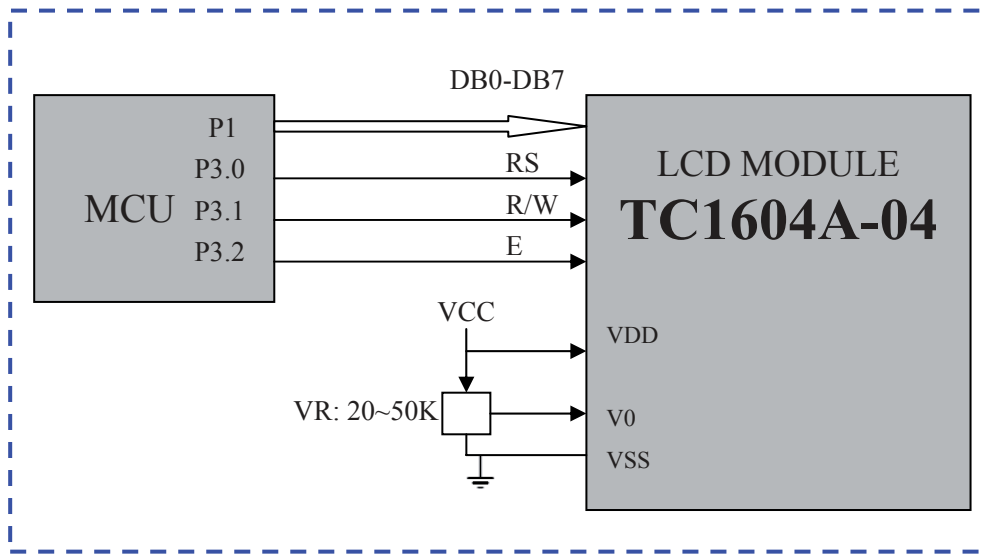 DB0-DB7
P1
P3.0
MCU
P3.1
P3.2
RS
R/W
E
LCD MODULE
TC1604A-04
VCC
VDD
VR: 20~50K
V0
VSS